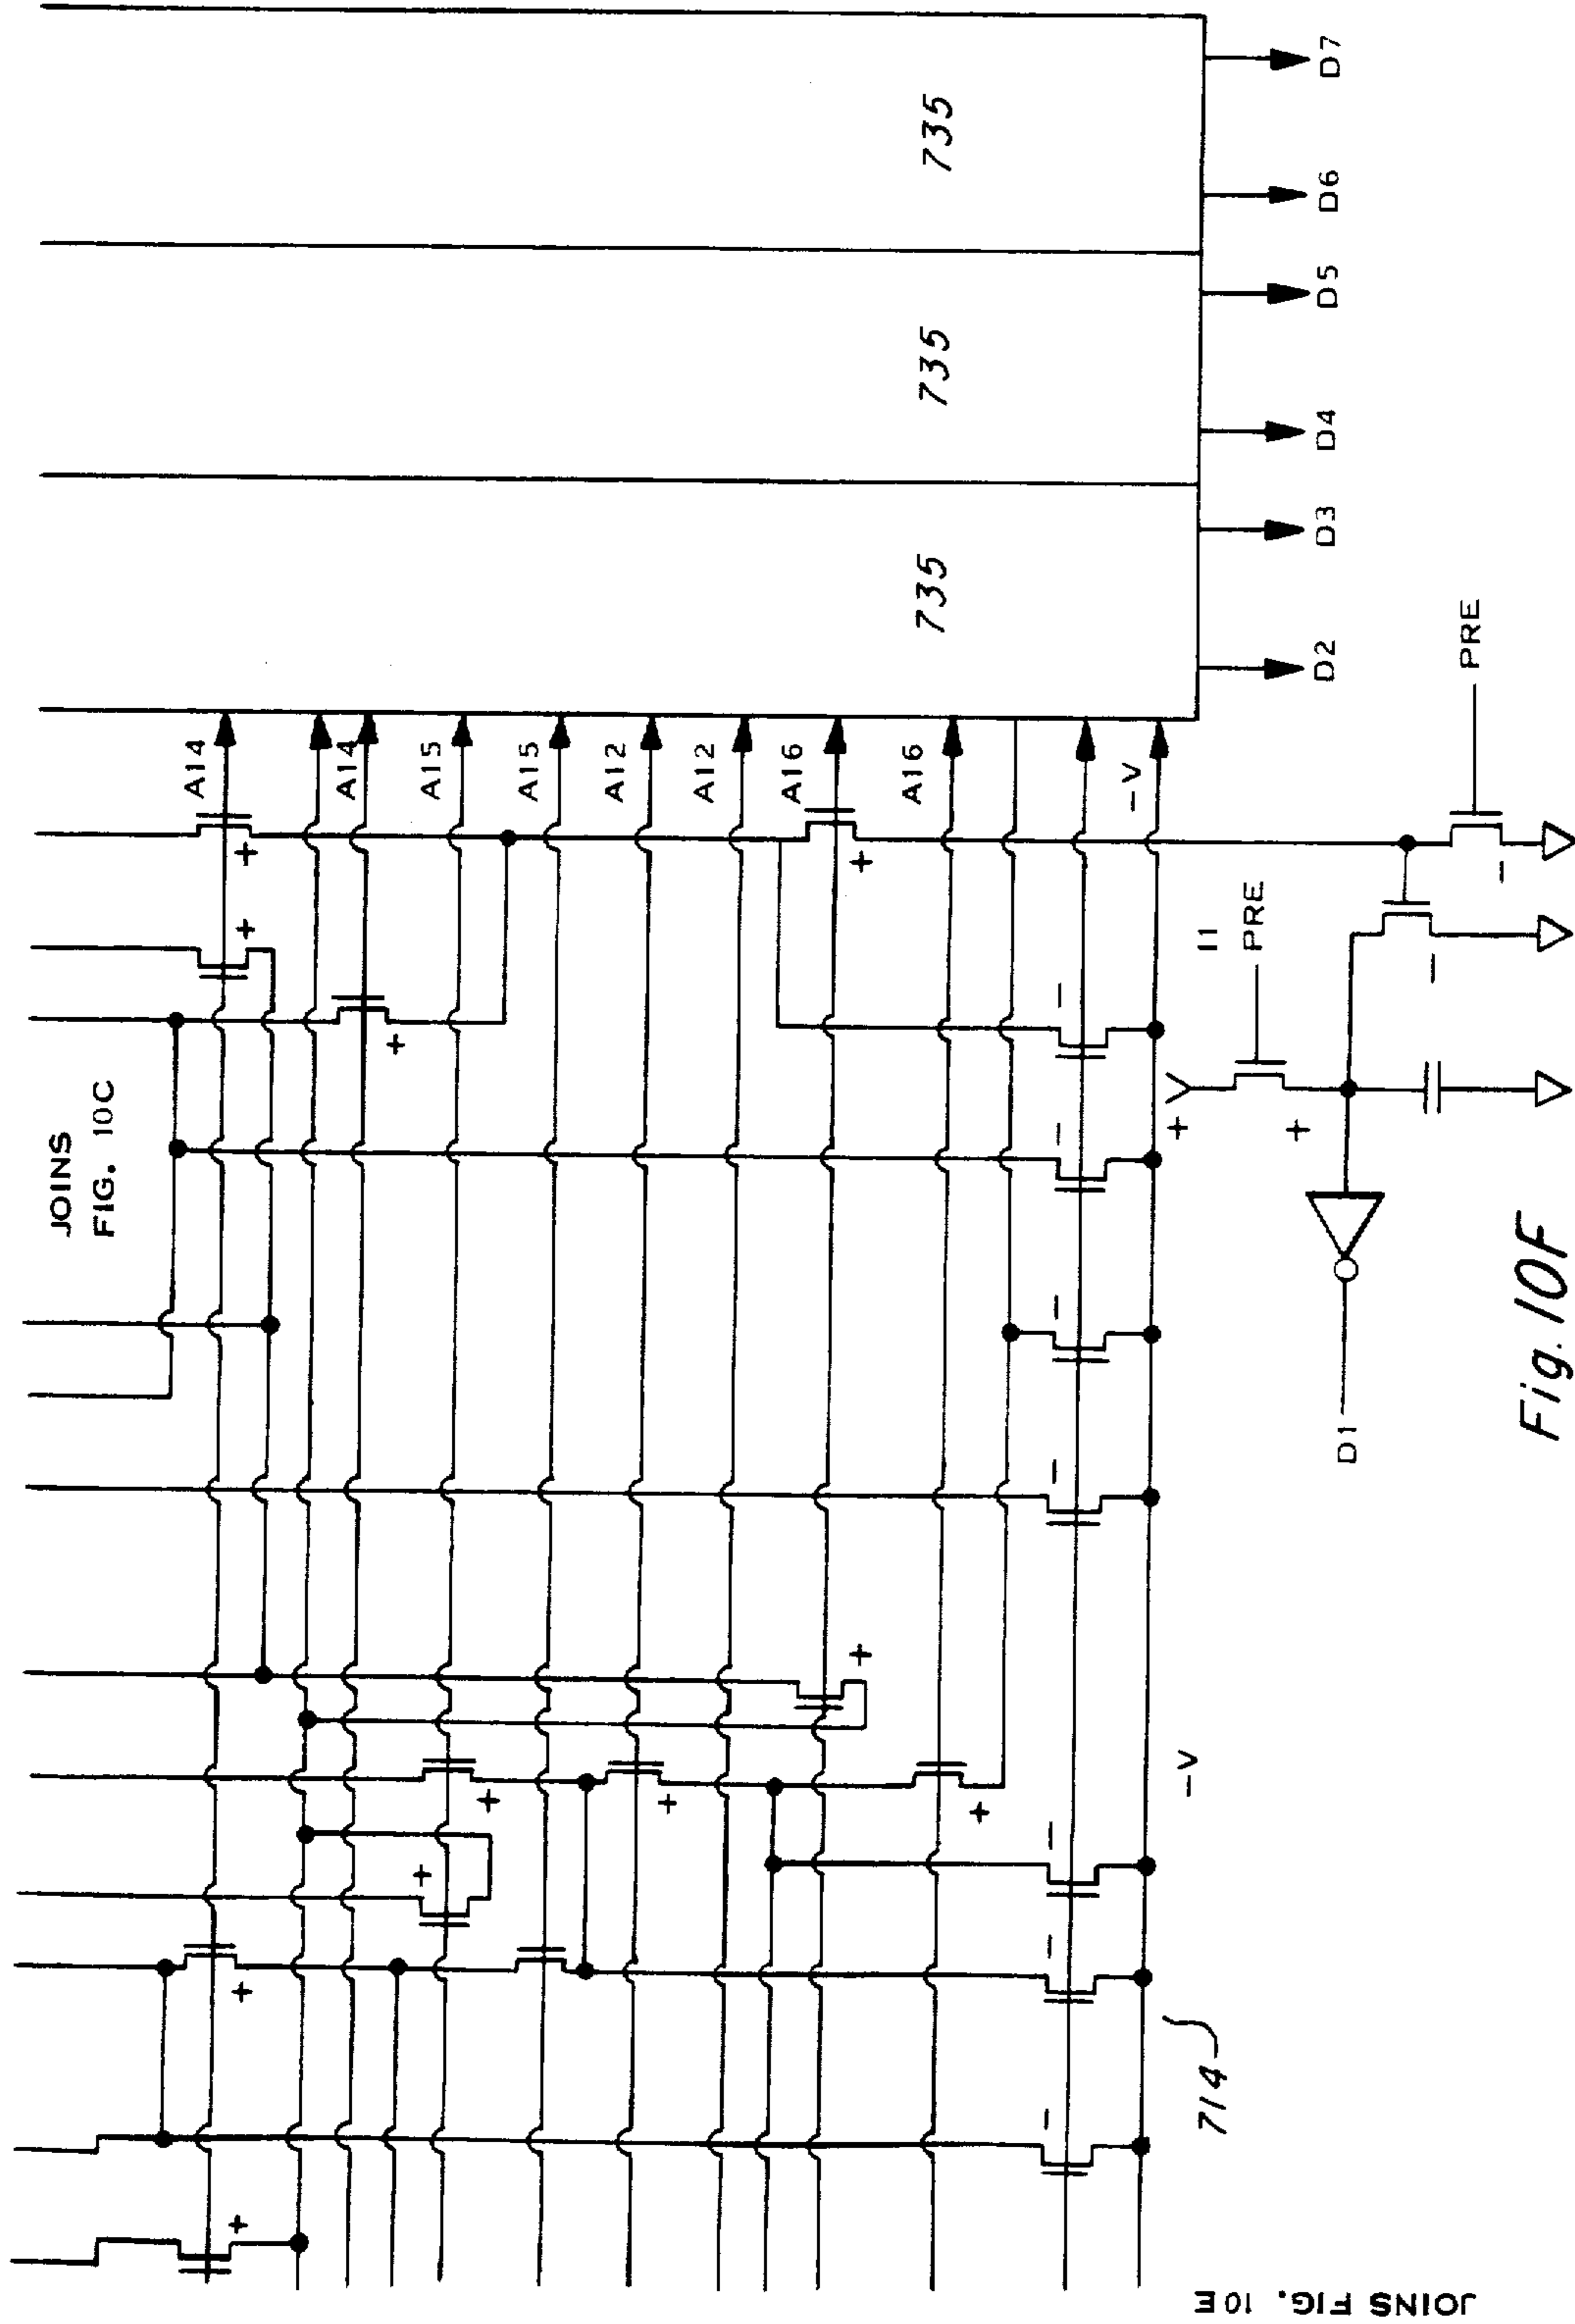 JOINS
FIG. 10C
A14
A14
A15
A15
A12
A12
A16
A16
-V
735
735
735
D2
D3
D4
D5
D6
D7
+
+
+
+
+
+
+
+
+
+
+
-
-
-
-
-
-
-
-V
714
+V
11
PRE
+
-
-
PRE
D1
Fig. 10F
JOINS FIG. 10E